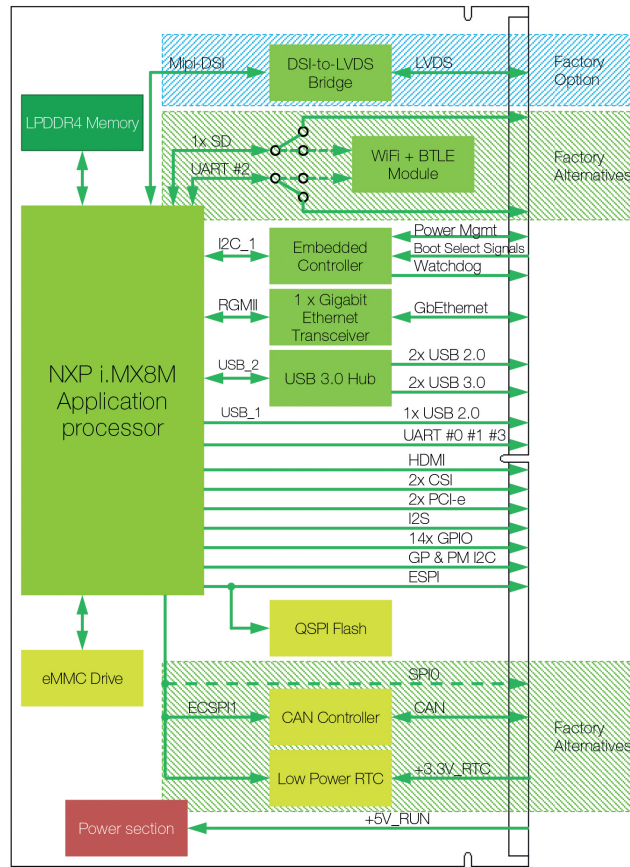 Mipi-DSI
DSI-to-LVDS
Bridge
LVDS
Factory
Option
LPDDR4 Memory
1x SD
UART #2
WiFi + BTLE
Module
Factory
Alternatives
I2C_1
Embedded
Controller
Power Mgmt
Boot Select Signals
Watchdog
RGMII
1 x Gigabit
Ethernet
Transceiver
GbEthernet
NXP i.MX8M
Application
processor
USB_2
USB 3.0 Hub
2x USB 2.0
2x USB 3.0
USB_1
1x USB 2.0
UART #0 #1 #3
HDMI
2x CSI
2x PCI-e
I2S
14x GPIO
GP & PM I2C
ESPI
QSPI Flash
eMMC Drive
SPI0
ECSPI1
CAN Controller
CAN
Factory
Alternatives
Low Power RTC
+3.3V_RTC
Power section
+5V_RUN